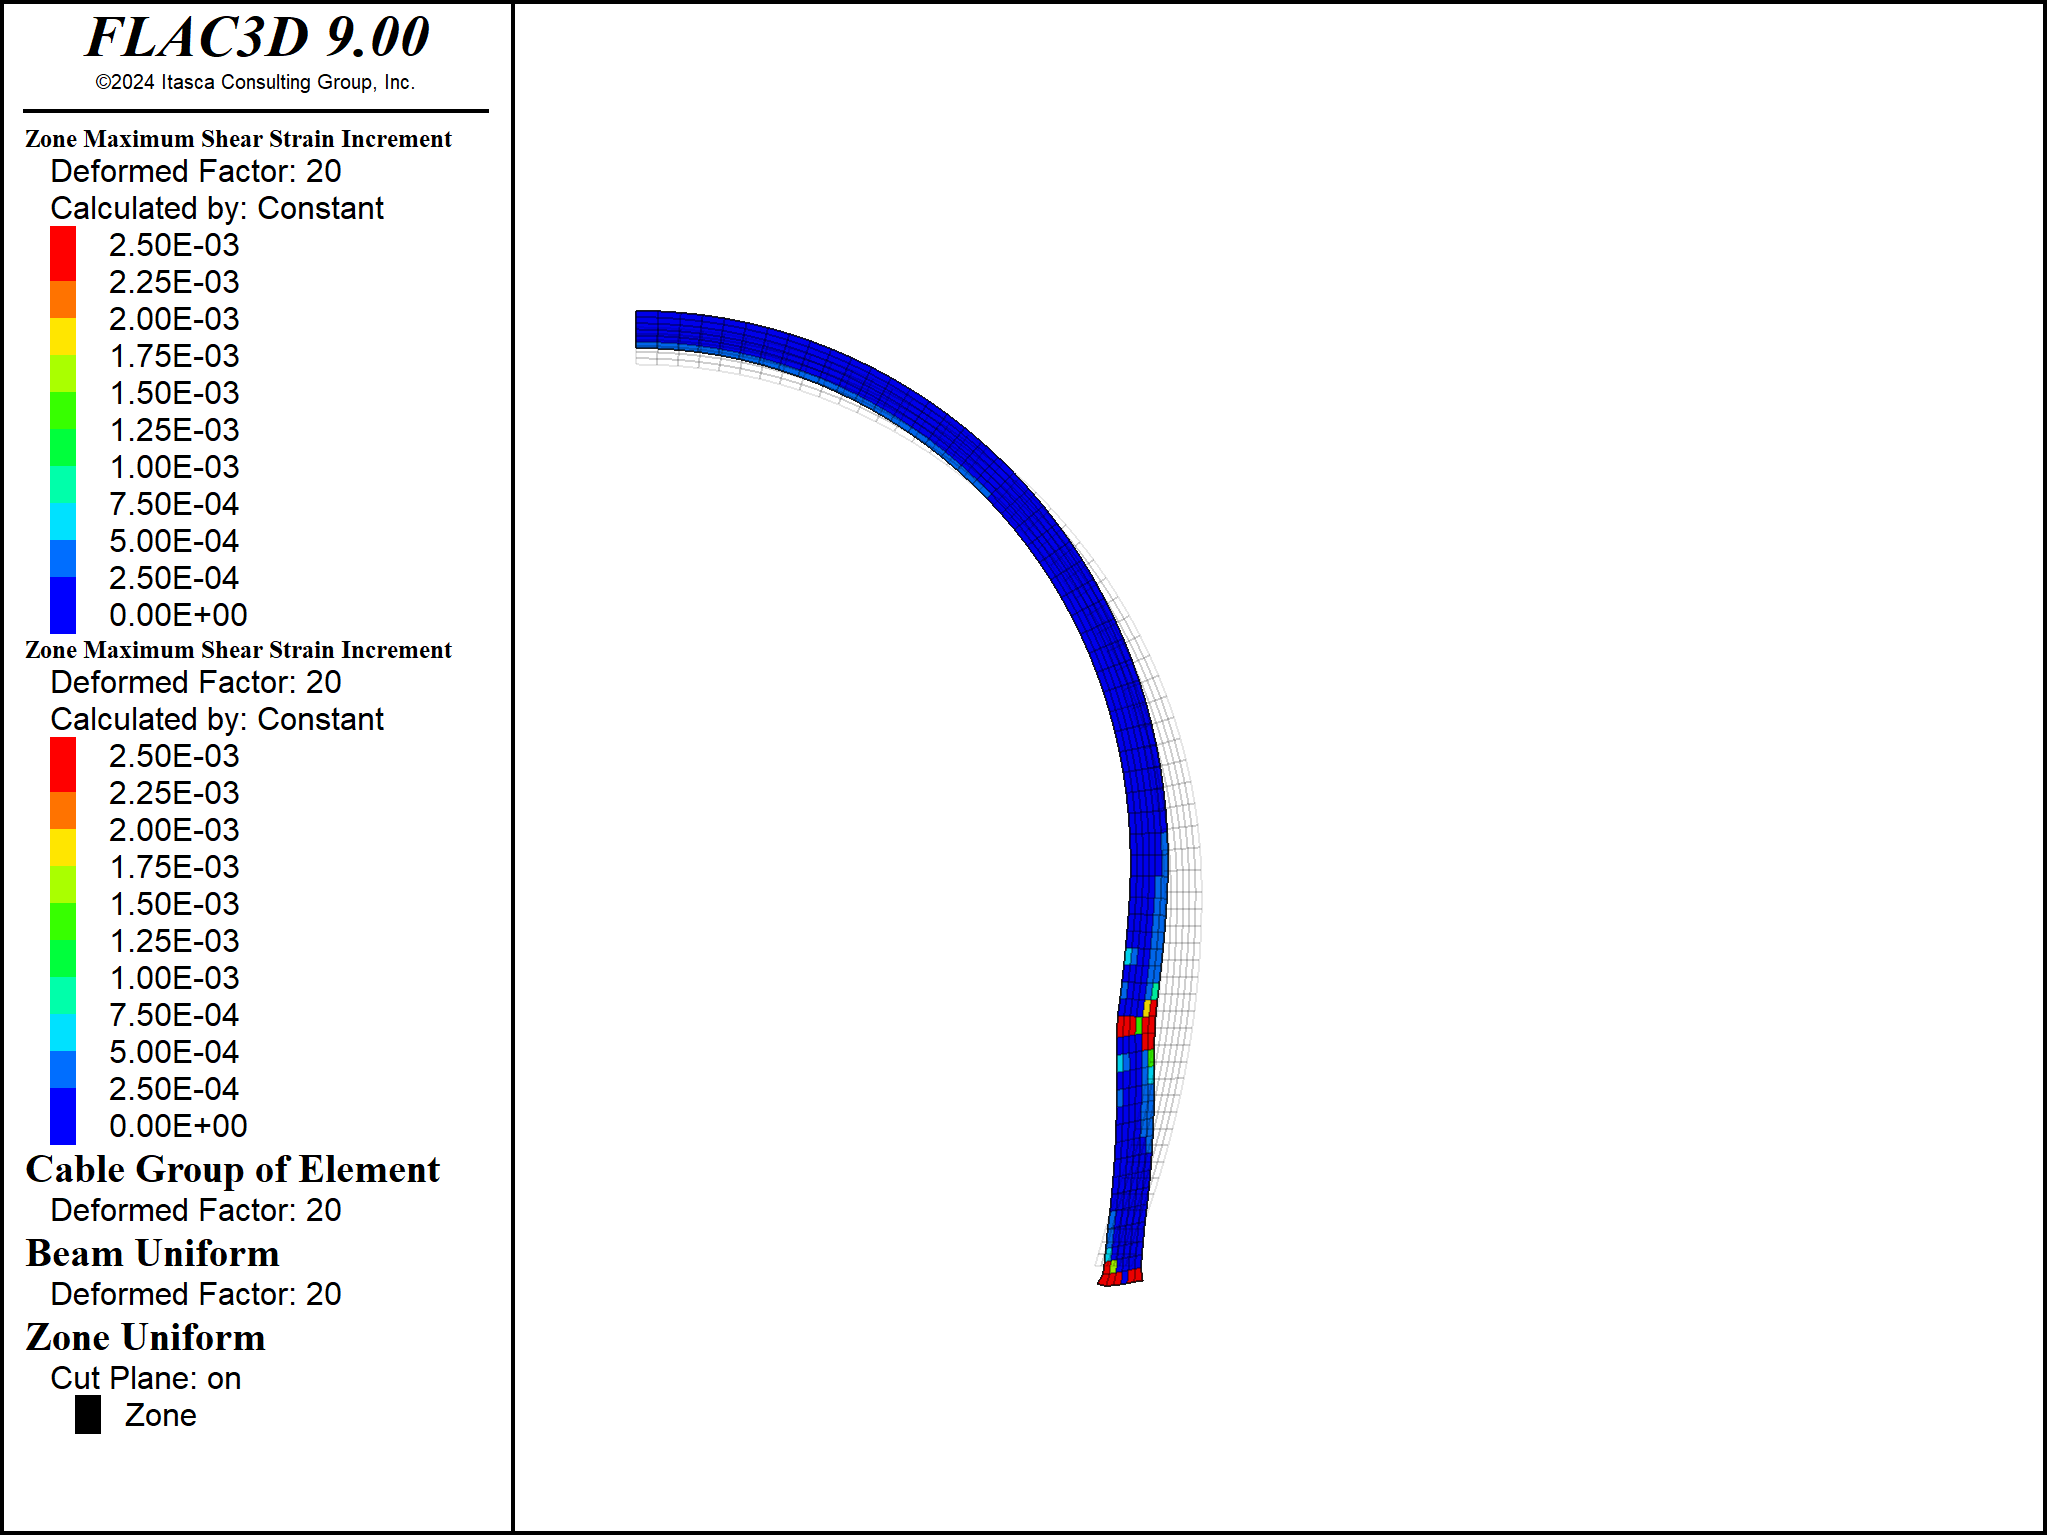 FLAC3D 9.00
©2024 Itasca Consulting Group, Inc.
Zone Maximum Shear Strain Increment
Deformed Factor: 20
Calculated by: Constant
2.50E-03
2.25E-03
2.00E-03
1.75E-03
1.50E-03
1.25E-03
1.00E-03
7.50E-04
5.00E-04
2.50E-04
0.00E+00
Zone Maximum Shear Strain Increment
Deformed Factor: 20
Calculated by: Constant
2.50E-03
2.25E-03
2.00E-03
1.75E-03
1.50E-03
1.25E-03
1.00E-03
7.50E-04
5.00E-04
2.50E-04
0.00E+00
Cable Group of Element
Deformed Factor: 20
Beam Uniform
Deformed Factor: 20
Zone Uniform
Cut Plane: on
Zone